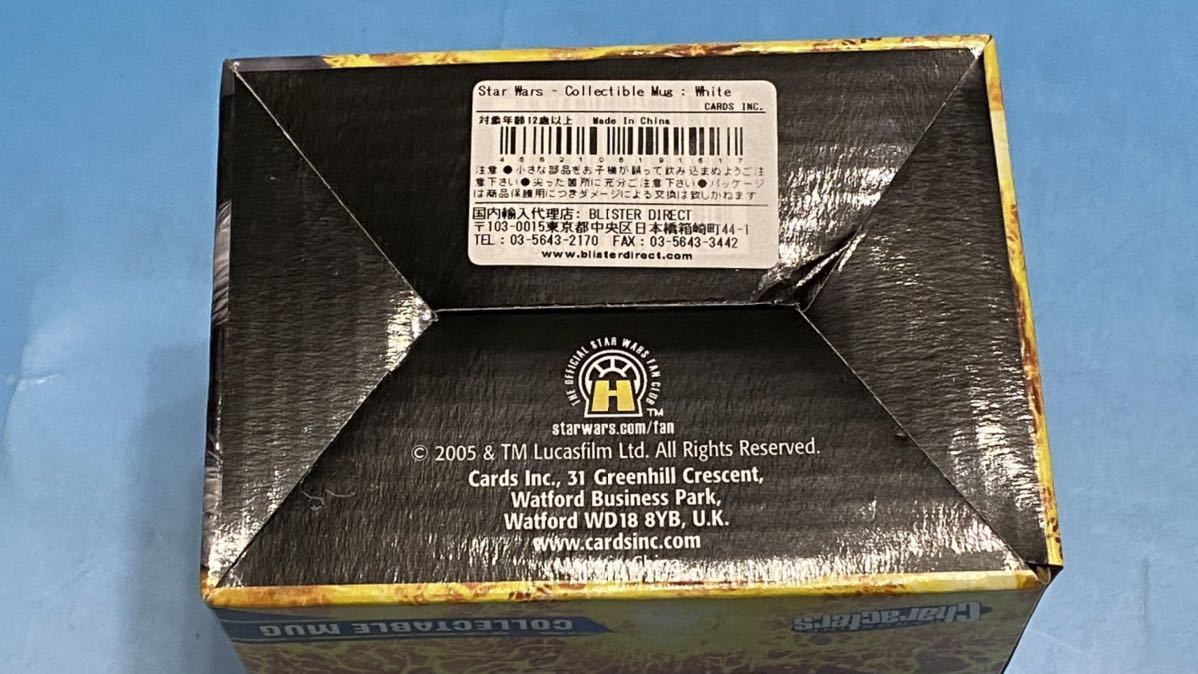 Star Wars - Collectible Mug : White
CARDS INC.
対象年齢12歳以上 Made In China
4562108191617
注意●小さな部品をお子様が誤って飲み込まぬようご注
意下さい●尖った箇所に充分ご注意下さい●パッケージ
は商品保護用につきダメージによる交換は致しかねます
国内輸入代理店: BLISTER DIRECT
〒103-0015東京都中央区日本橋箱崎町44-1
TEL : 03-5643-2170 FAX : 03-5643-3442
www.blisterdirect.com
THE OFFICIAL STAR WARS FAN CLUB
H
TM
starwars.com/fan
© 2005 & TM Lucasfilm Ltd. All Rights Reserved.
Cards Inc., 31 Greenhill Crescent,
Watford Business Park,
Watford WD18 8YB, U.K.
www.cardsinc.com
Characters
COLLECTABLE MUG